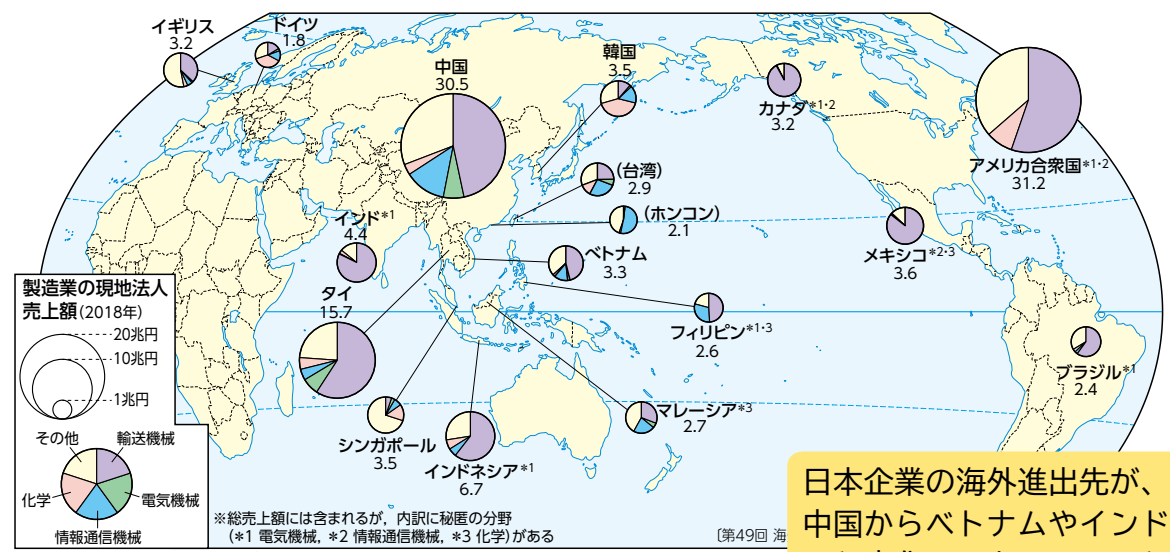 イギリス
3.2
ドイツ
1.8
中国
30.5
韓国
3.5
カナダ*1・2
3.2
アメリカ合衆国*1・2
31.2
(台湾)
2.9
(ホンコン)
2.1
インド*1
4.4
ベトナム
3.3
メキシコ*2・3
3.6
タイ
15.7
フィリピン*1・3
2.6
ブラジル*1
2.4
シンガポール
3.5
インドネシア*1
6.7
マレーシア*3
2.7
製造業の現地法人
売上額(2018年)
20兆円
10兆円
1兆円
その他
輸送機械
化学
電気機械
情報通信機械
※総売上額には含まれるが,内訳に秘匿の分野
(*1 電気機械, *2 情報通信機械, *3 化学)がある
〔第49回 海
日本企業の海外進出先が、
中国からベトナムやインド